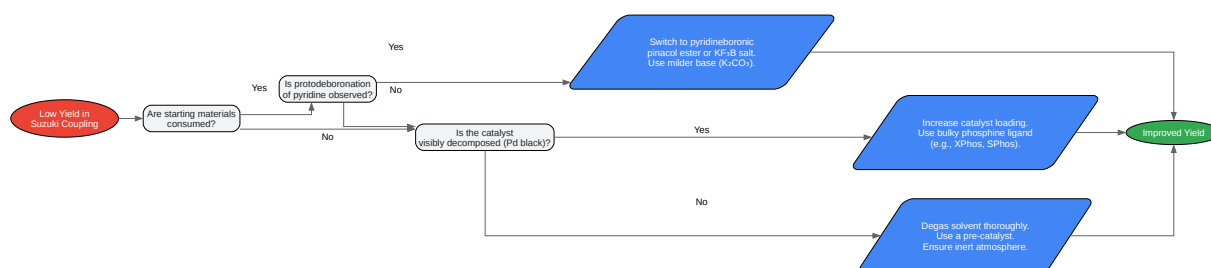 Yes
Switch to pyridineboronic
pinacol ester or KF₃B salt.
Use milder base (K₂CO₃).
Yes
Is protodeboronation
of pyridine observed?
No
Low Yield in
Suzuki Coupling
Are starting materials
consumed?
No
Is the catalyst
visibly decomposed (Pd black)?
Yes
Increase catalyst loading.
Use bulky phosphine ligand
(e.g., XPhos, SPhos).
Improved Yield
No
Degas solvent thoroughly.
Use a pre-catalyst.
Ensure inert atmosphere.